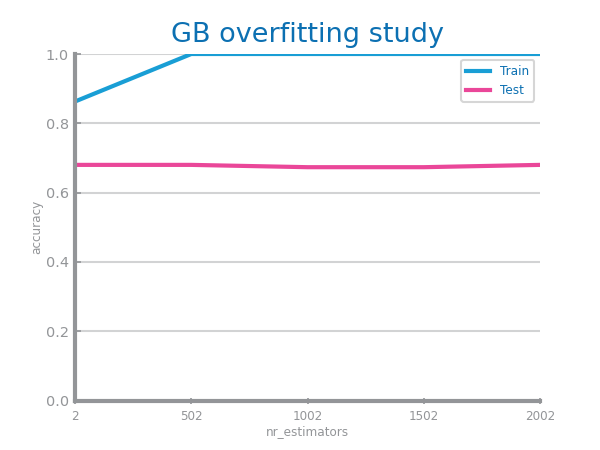 GB overfitting study
1.0
0.8
0.6
0.4
0.2
0.0
accuracy
Train
Test
2 502 1002 1502 2002
nr_estimators